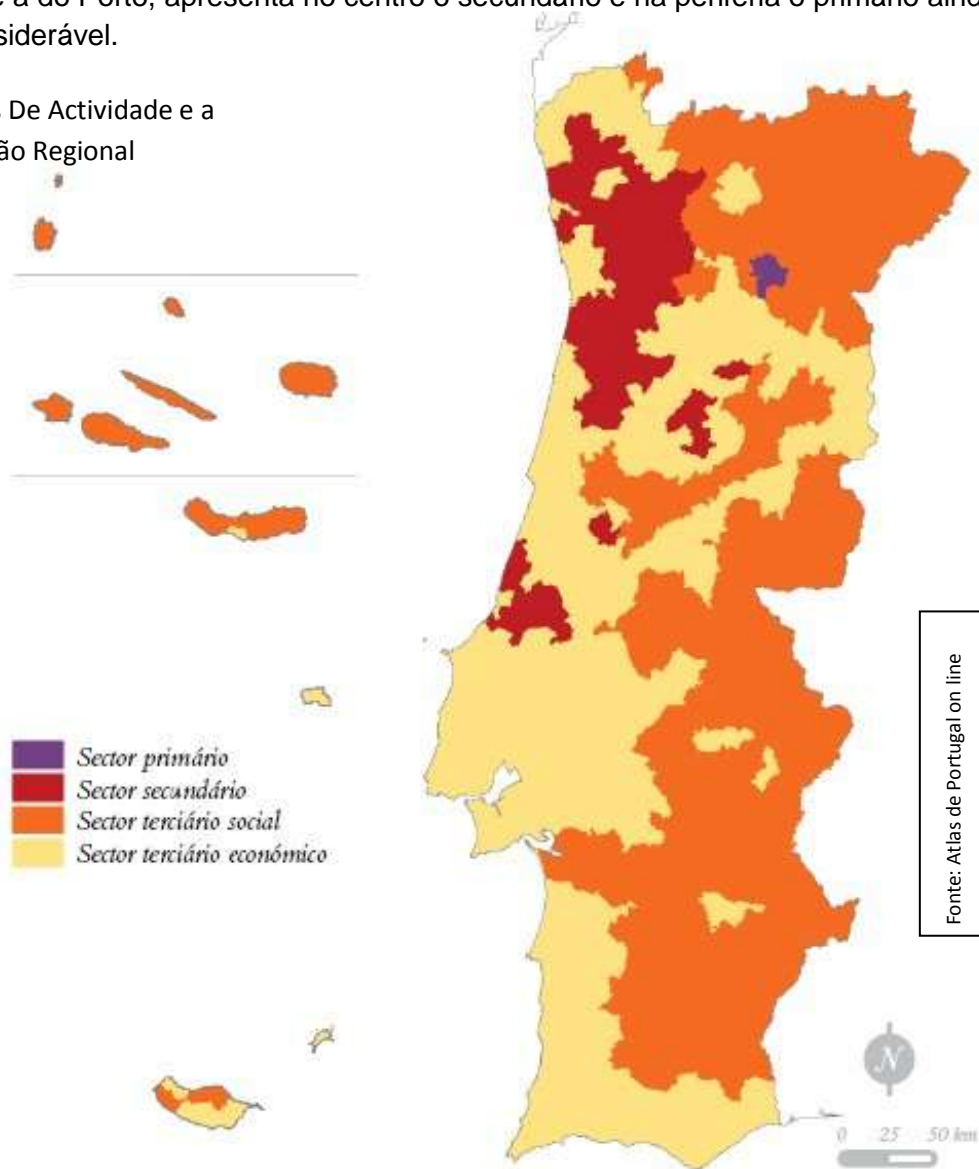 e a do Porto, apresenta no centro o secundário e na periferia o primário ainda
siderável.
s De Actividade e a
ão Regional
Sector primário
Sector secundário
Sector terciário social
Sector terciário económico
Fonte: Atlas de Portugal on line
N
0 25 50 km